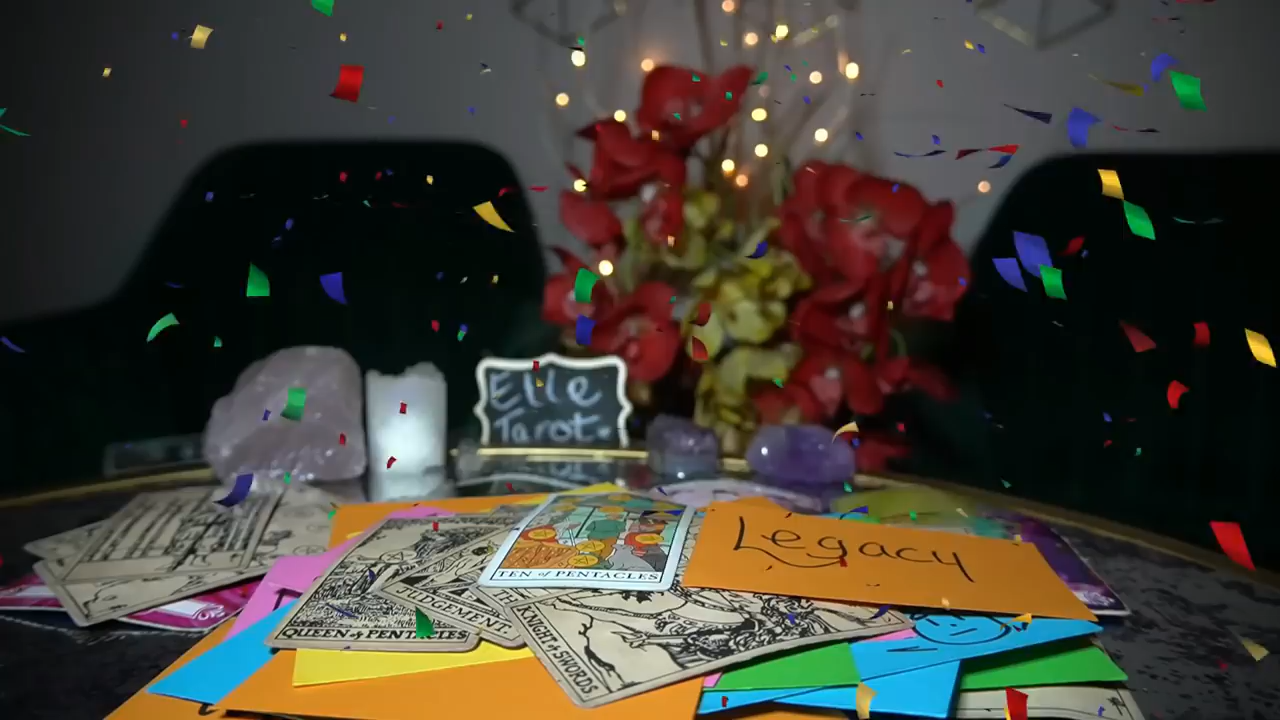 Elle
Tarot.
Legacy
TEN of PENTACLES
QUEEN of PENTACLES
JUDGEMENT.
KNIGHT of SWORDS